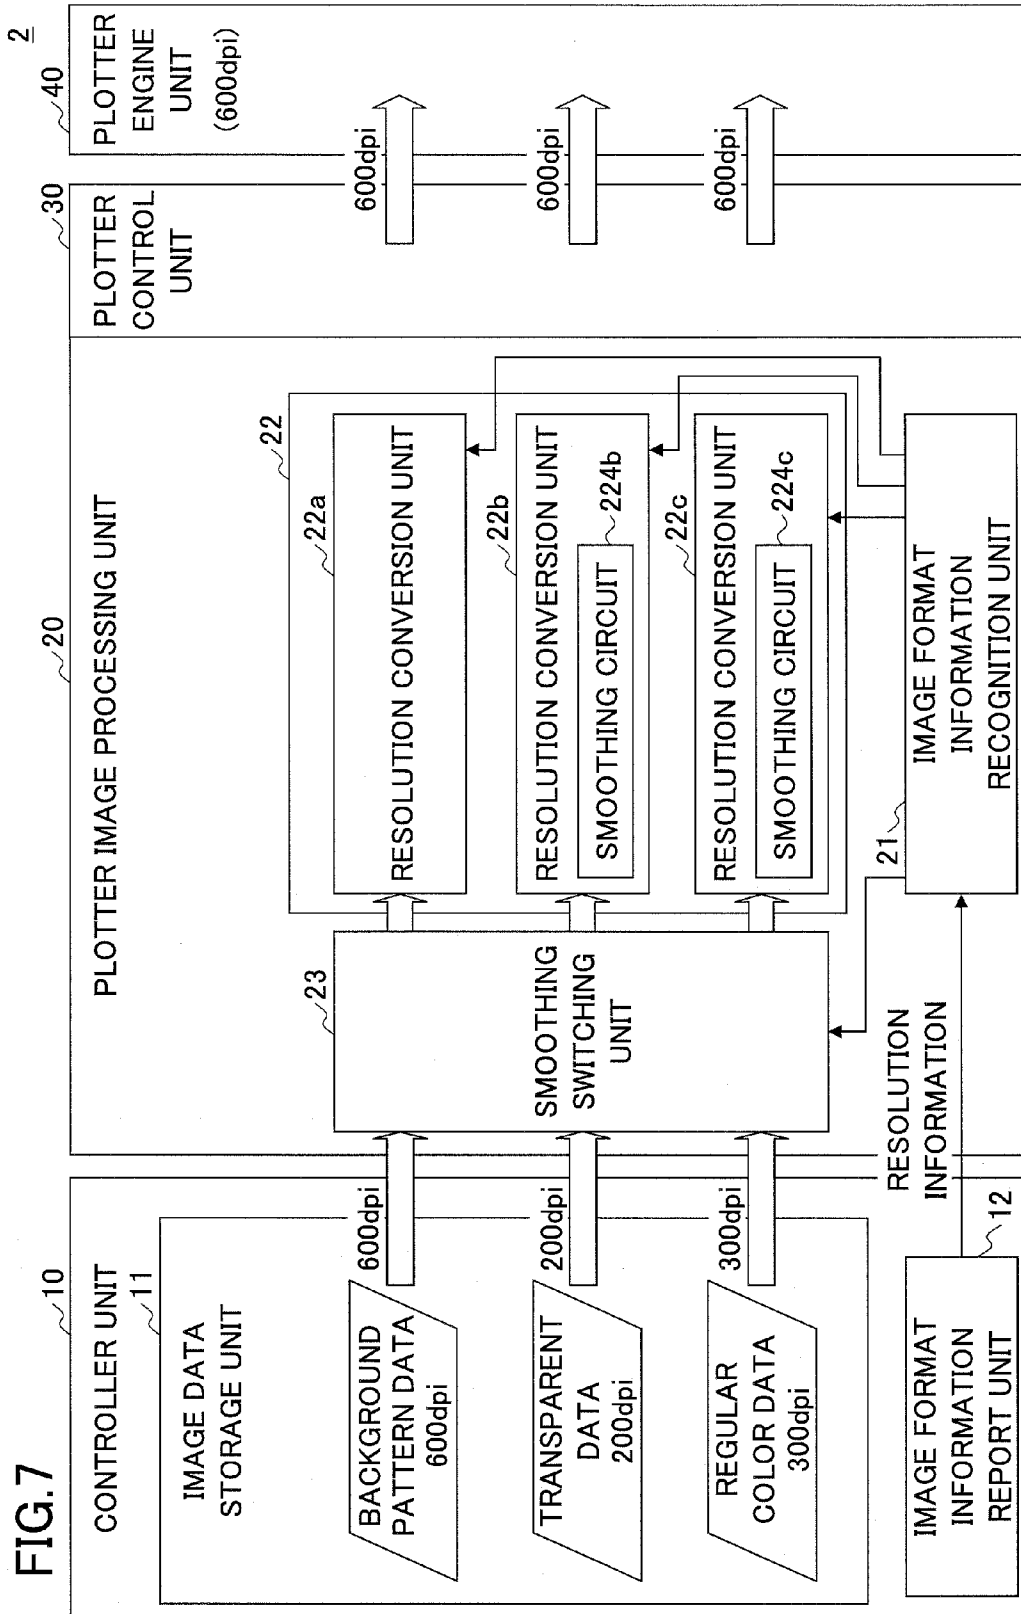 FIG.7
2
10
CONTROLLER UNIT
11
IMAGE DATA
STORAGE UNIT
BACKGROUND
PATTERN DATA
600dpi
TRANSPARENT
DATA
200dpi
REGULAR
COLOR DATA
300dpi
12
IMAGE FORMAT
INFORMATION
REPORT UNIT
600dpi
200dpi
300dpi
RESOLUTION
INFORMATION
20
PLOTTER IMAGE PROCESSING UNIT
23
SMOOTHING
SWITCHING
UNIT
22
22a
RESOLUTION CONVERSION UNIT
22b
RESOLUTION CONVERSION UNIT
224b
SMOOTHING CIRCUIT
22c
RESOLUTION CONVERSION UNIT
224c
SMOOTHING CIRCUIT
21
IMAGE FORMAT
INFORMATION
RECOGNITION UNIT
30
PLOTTER
CONTROL
UNIT
600dpi
600dpi
600dpi
40
PLOTTER
ENGINE
UNIT
(600dpi)